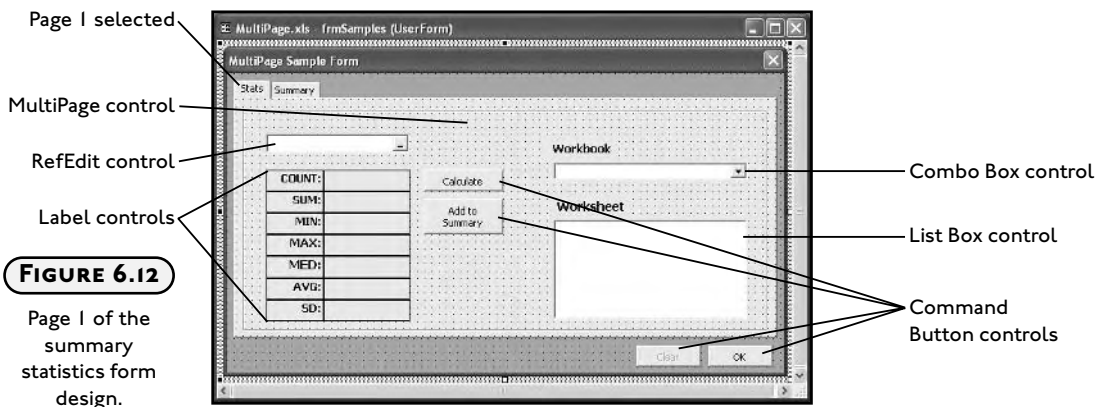 Page 1 selected
MultiPage.xls - frmSamples (UserForm)
MultiPage Sample Form
Stats
Summary
MultiPage control
RefEdit control
Workbook
Combo Box control
COUNT:
Calculate
SUM:
Label controls
Add to
Summary
Worksheet
MIN:
MAX:
List Box control
MED:
AVG:
SD:
FIGURE 6.12
Page 1 of the
summary
statistics form
design.
Command
Button controls
Clear
OK